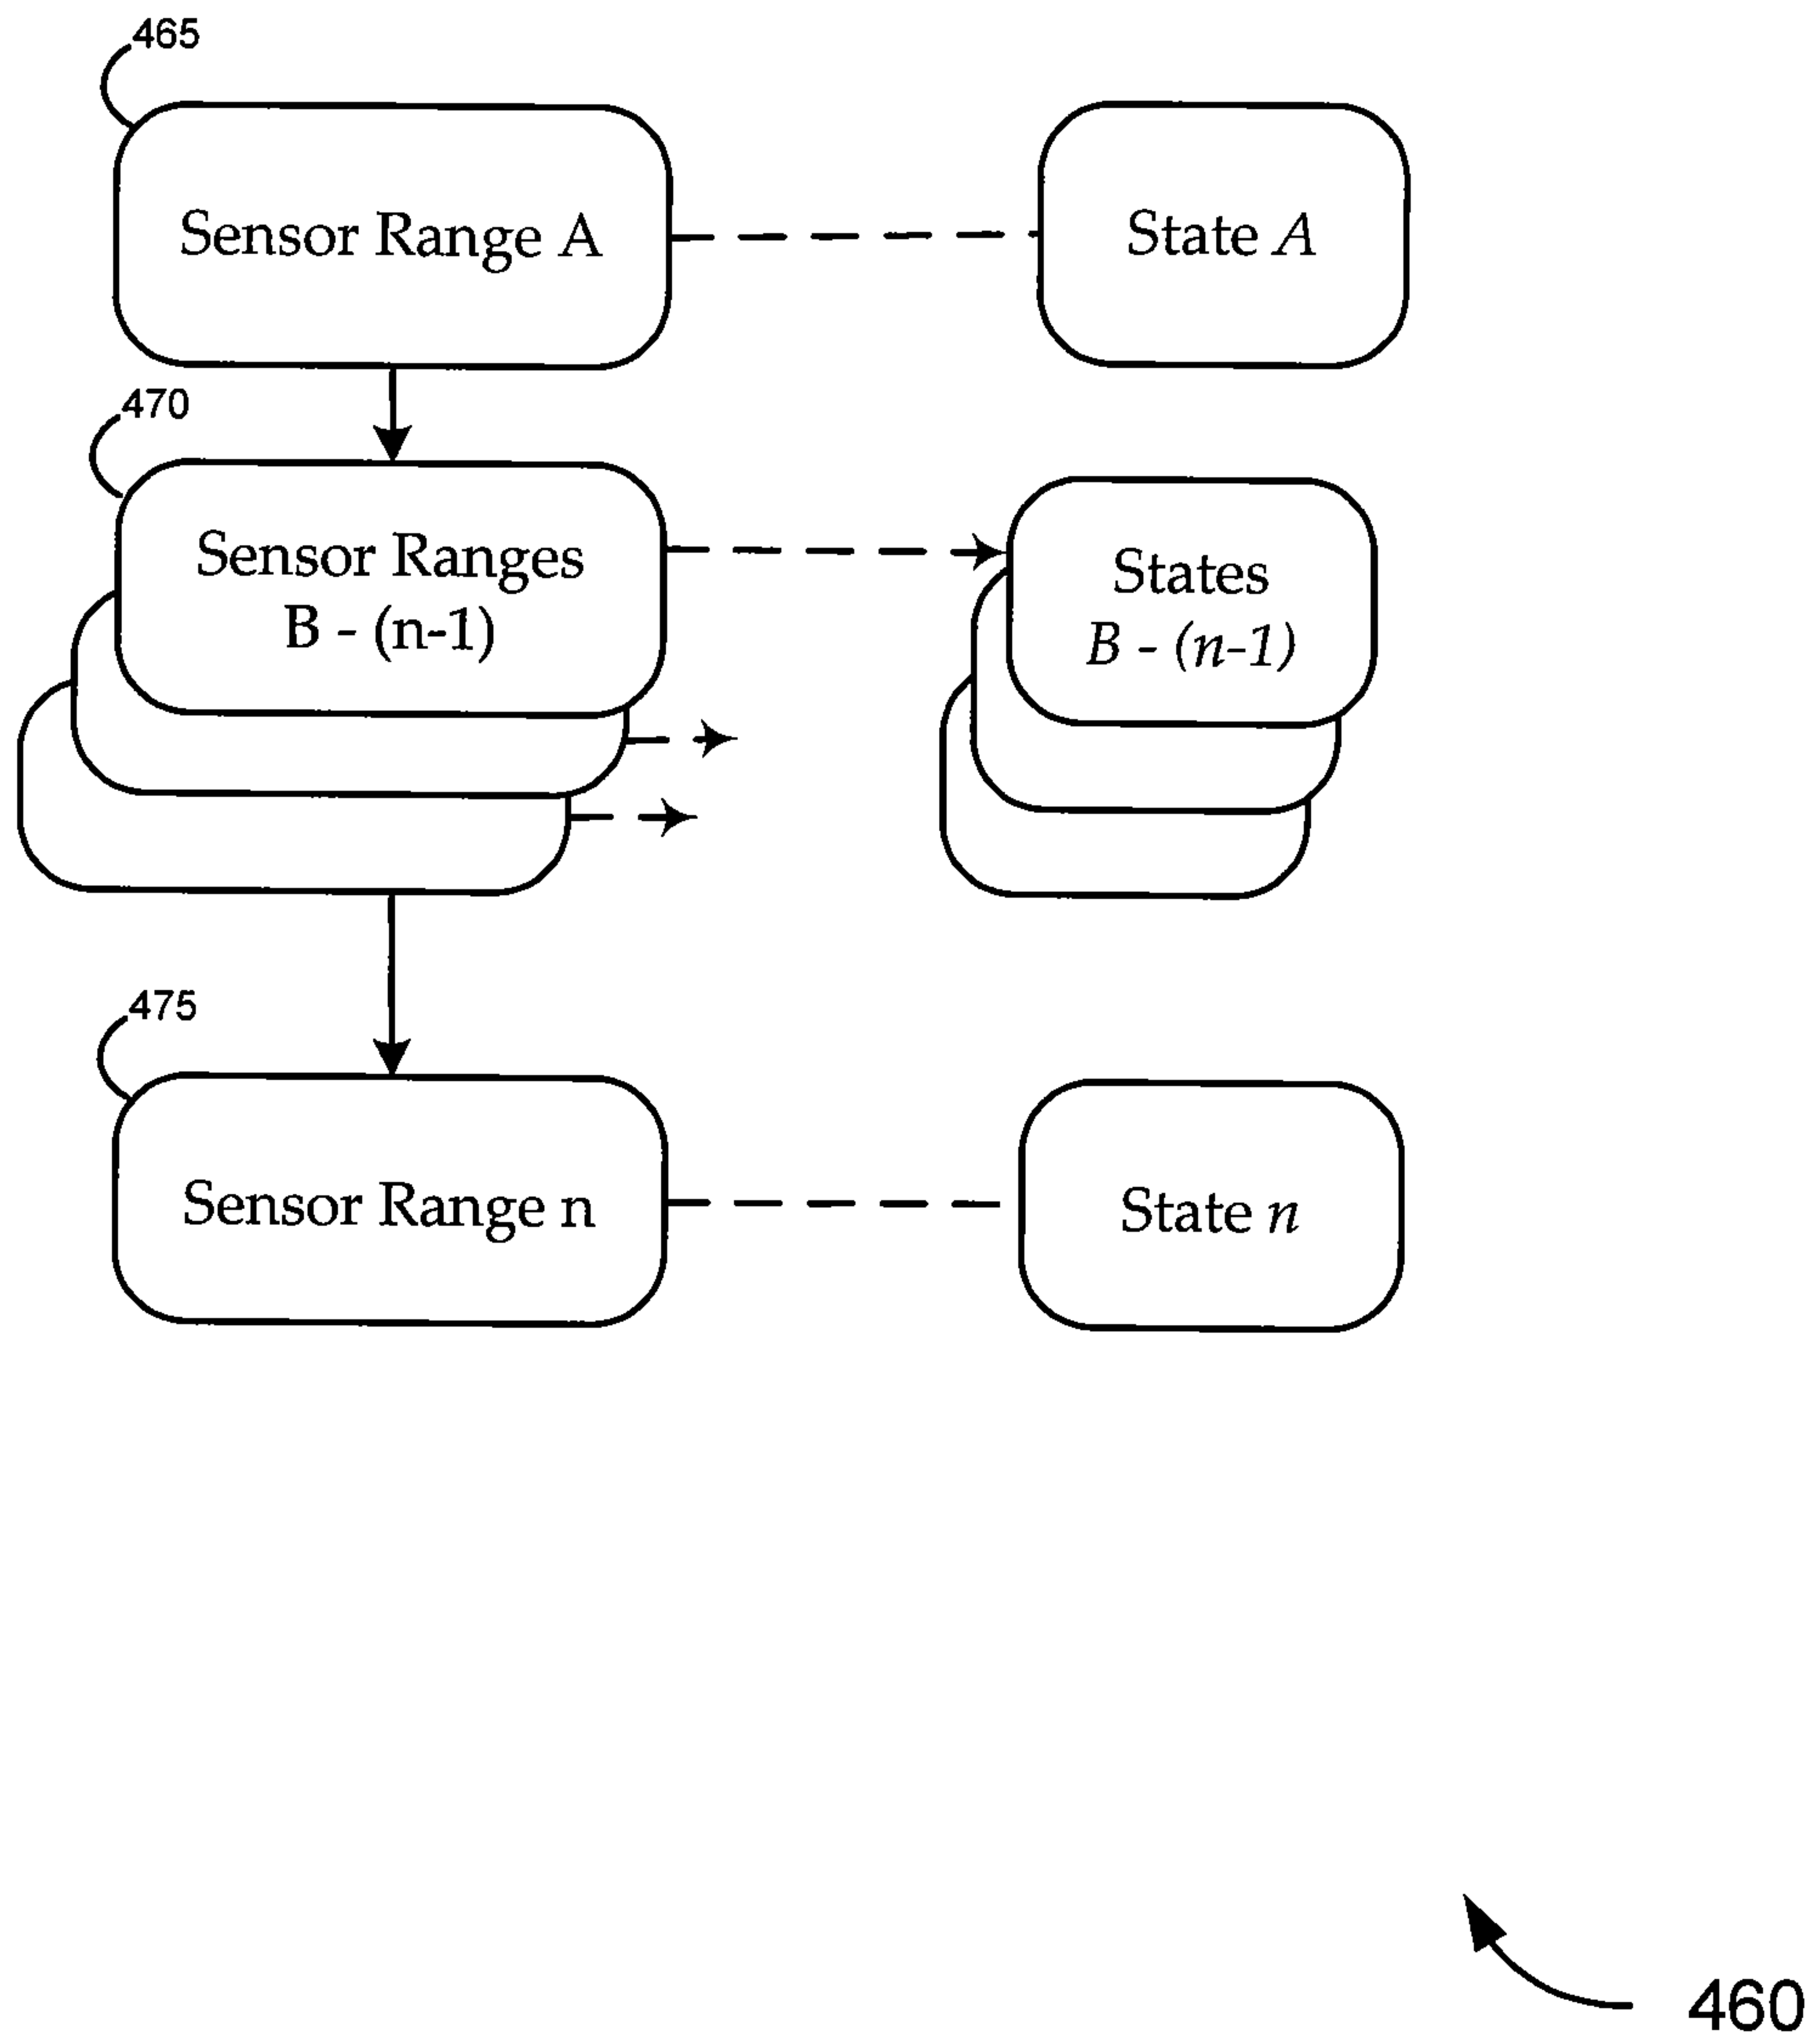 465
Sensor Range A
State A
470
Sensor Ranges
B - (n-1)
States
B - (n-1)
475
Sensor Range n
State n
460